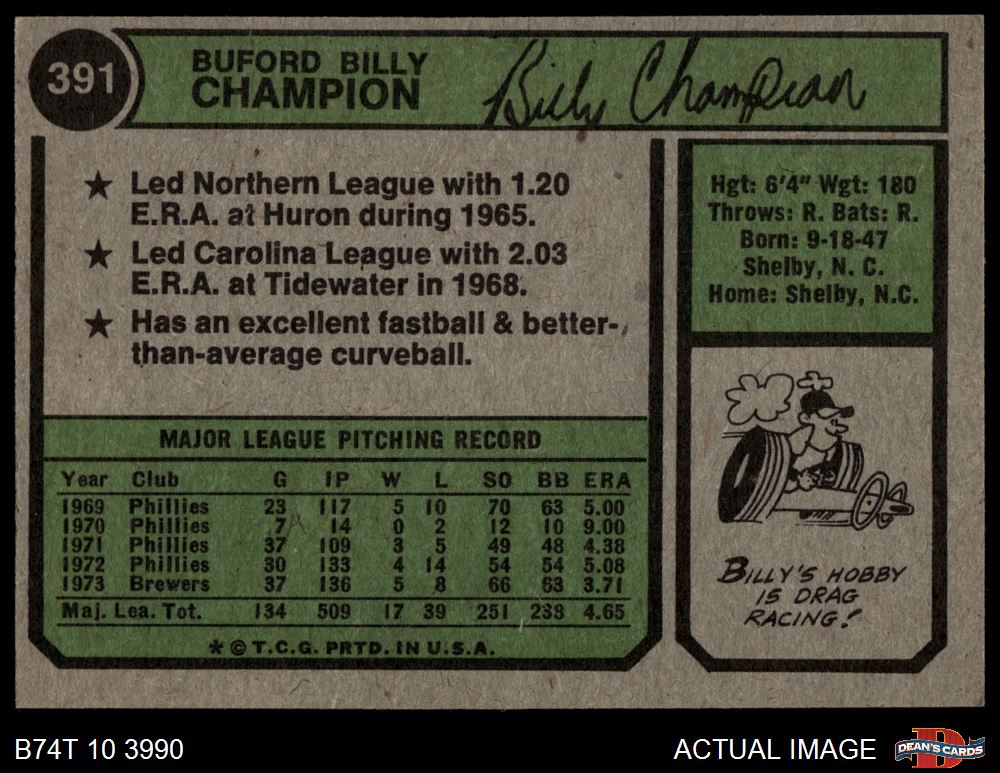 391
BUFORD BILLY
CHAMPION
Billy Champion
★ Led Northern League with 1.20
E.R.A. at Huron during 1965.
★ Led Carolina League with 2.03
E.R.A. at Tidewater in 1968.
★ Has an excellent fastball & better-
than-average curveball.
Hgt: 6'4" Wgt: 180
Throws: R. Bats: R.
Born: 9-18-47
Shelby, N. C.
Home: Shelby, N.C.
MAJOR LEAGUE PITCHING RECORD
Year Club G IP W L SO BB ERA
1969 Phillies 23 117 5 10 70 63 5.00
1970 Phillies 7 14 0 2 12 10 9.00
1971 Phillies 37 109 3 5 49 48 4.38
1972 Phillies 30 133 4 14 54 54 5.08
1973 Brewers 37 136 5 8 66 63 3.71
Maj. Lea. Tot. 134 509 17 39 251 238 4.65
* © T.C.G. PRTD. IN U.S.A.
BILLY'S HOBBY
IS DRAG
RACING!
B74T 10 3990
ACTUAL IMAGE
D
DEAN'S CARDS